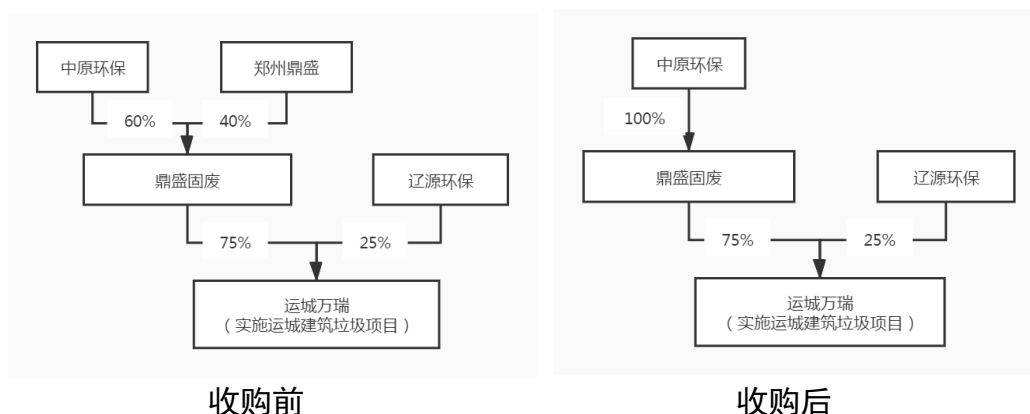 中原环保
郑州鼎盛
60%
40%
鼎盛固废
辽源环保
75%
25%
运城万瑞
（实施运城建筑垃圾项目）
收购前
中原环保
100%
鼎盛固废
辽源环保
75%
25%
运城万瑞
（实施运城建筑垃圾项目）
收购后